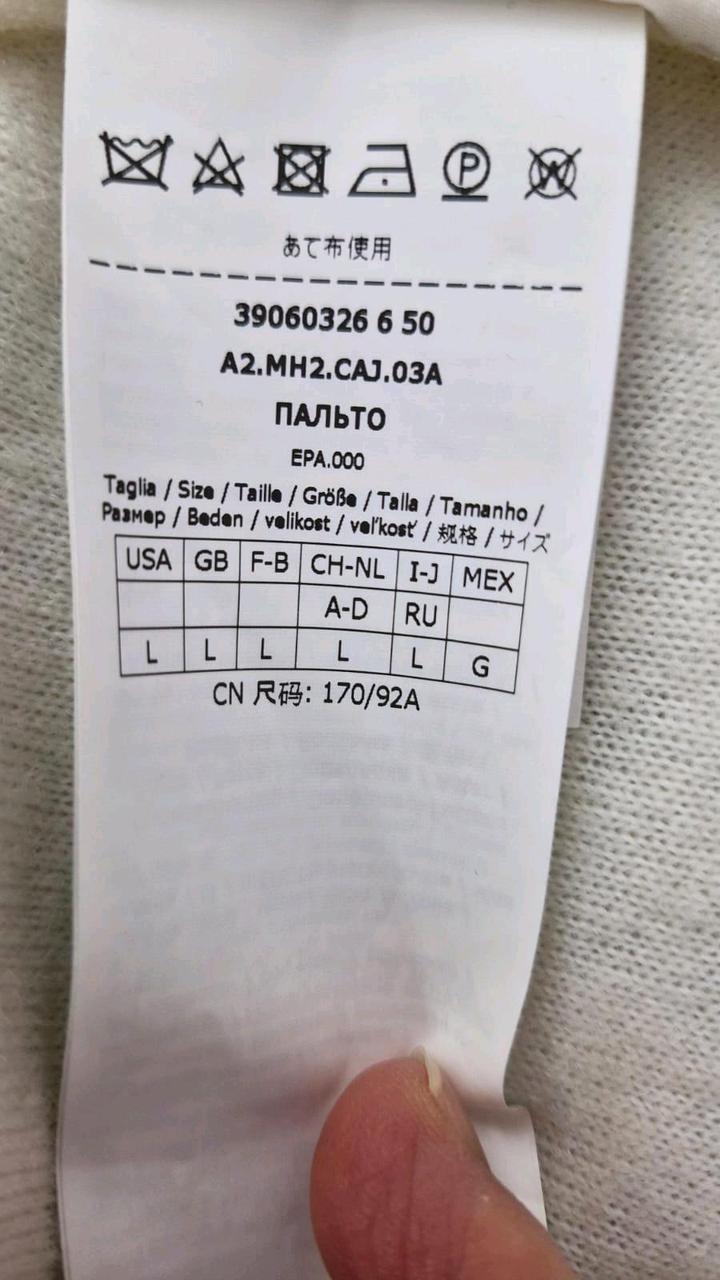 P W
あて布使用
39060326 6 50
A2.MH2.CAJ.03A
ПАЛЬТО
EPA.000
Taglia / Size / Taille / Größe / Talla / Tamanho /
Размер / Beden / velikost / veľkosť / 规格 / サイズ
USA GB F-B CH-NL I-J MEX
A-D RU
L L L L L G
CN 尺码: 170/92A